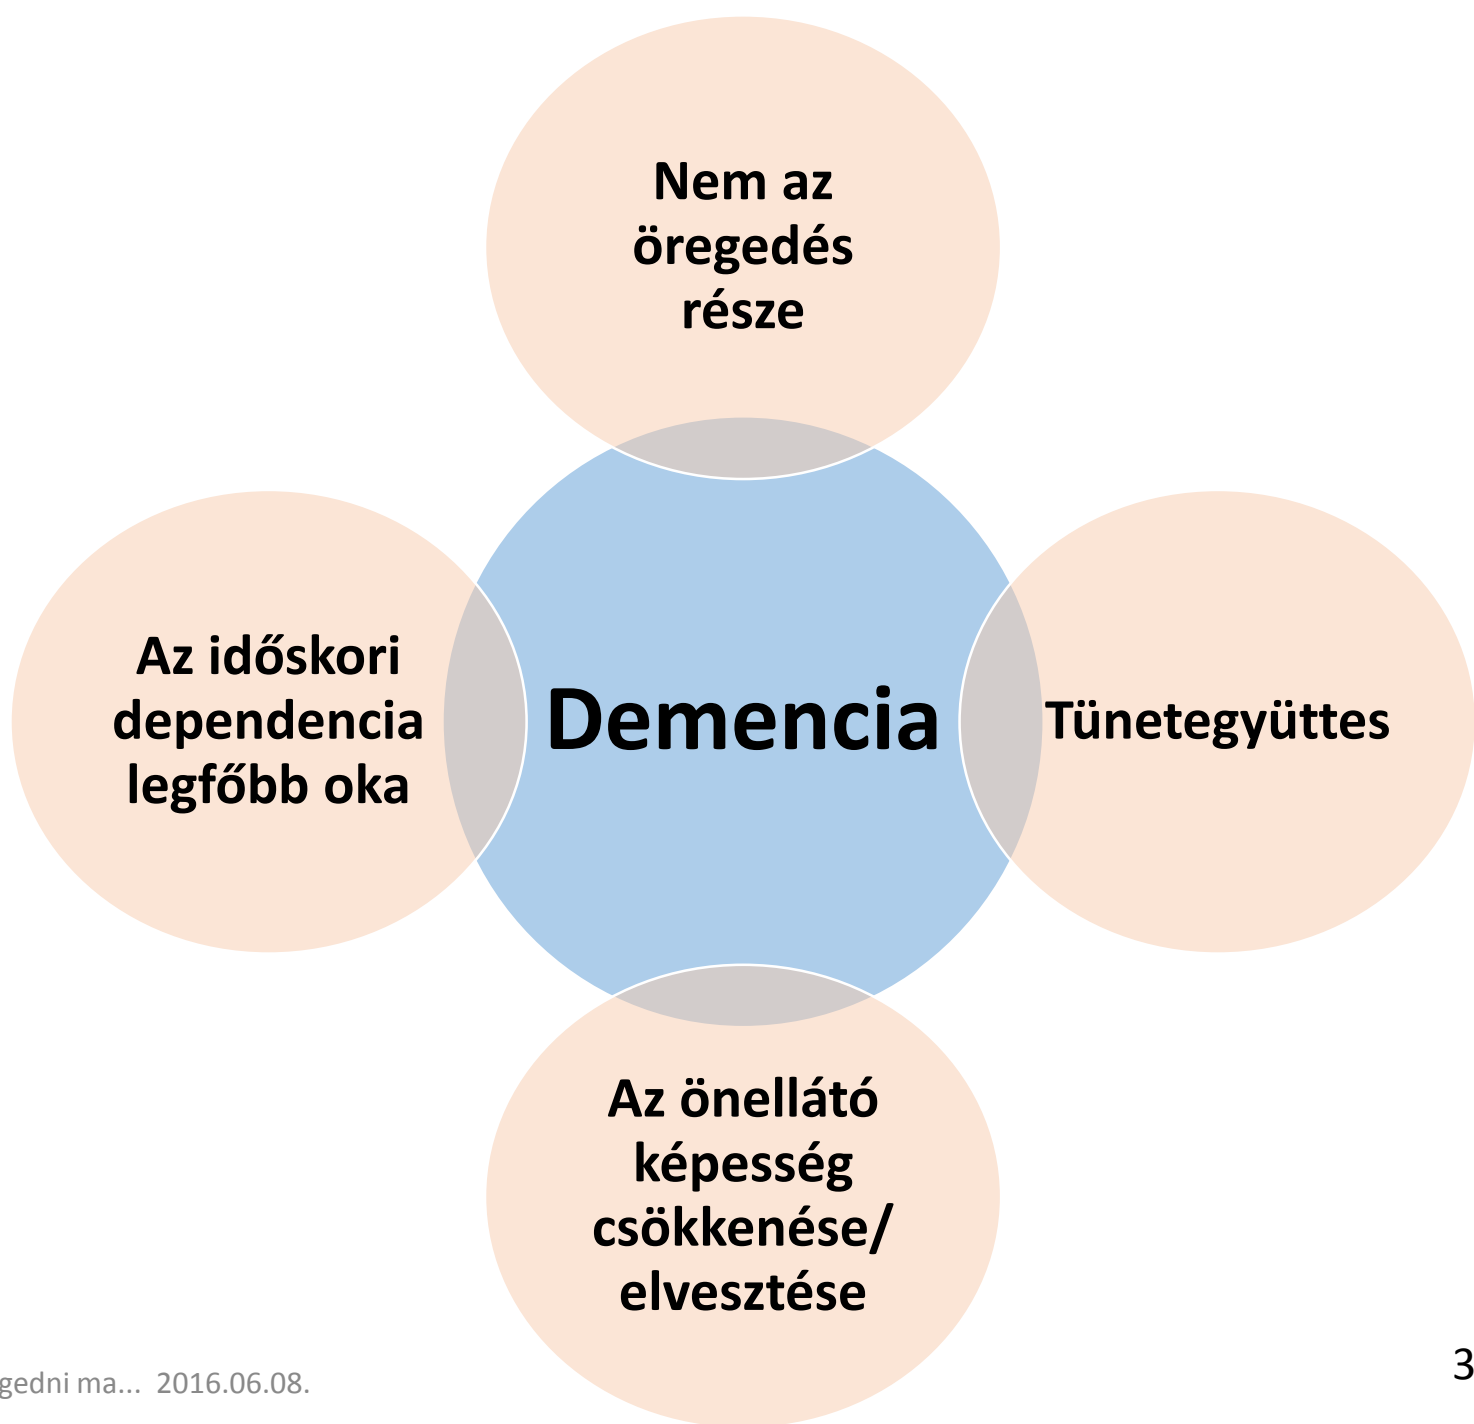 Nem az
öregedés
része
Az időskori
dependencia
legfőbb oka
Demencia
Tünetegyüttes
Az önellátó
képesség
csökkenése/
elvesztése
gedni ma... 2016.06.08.
3